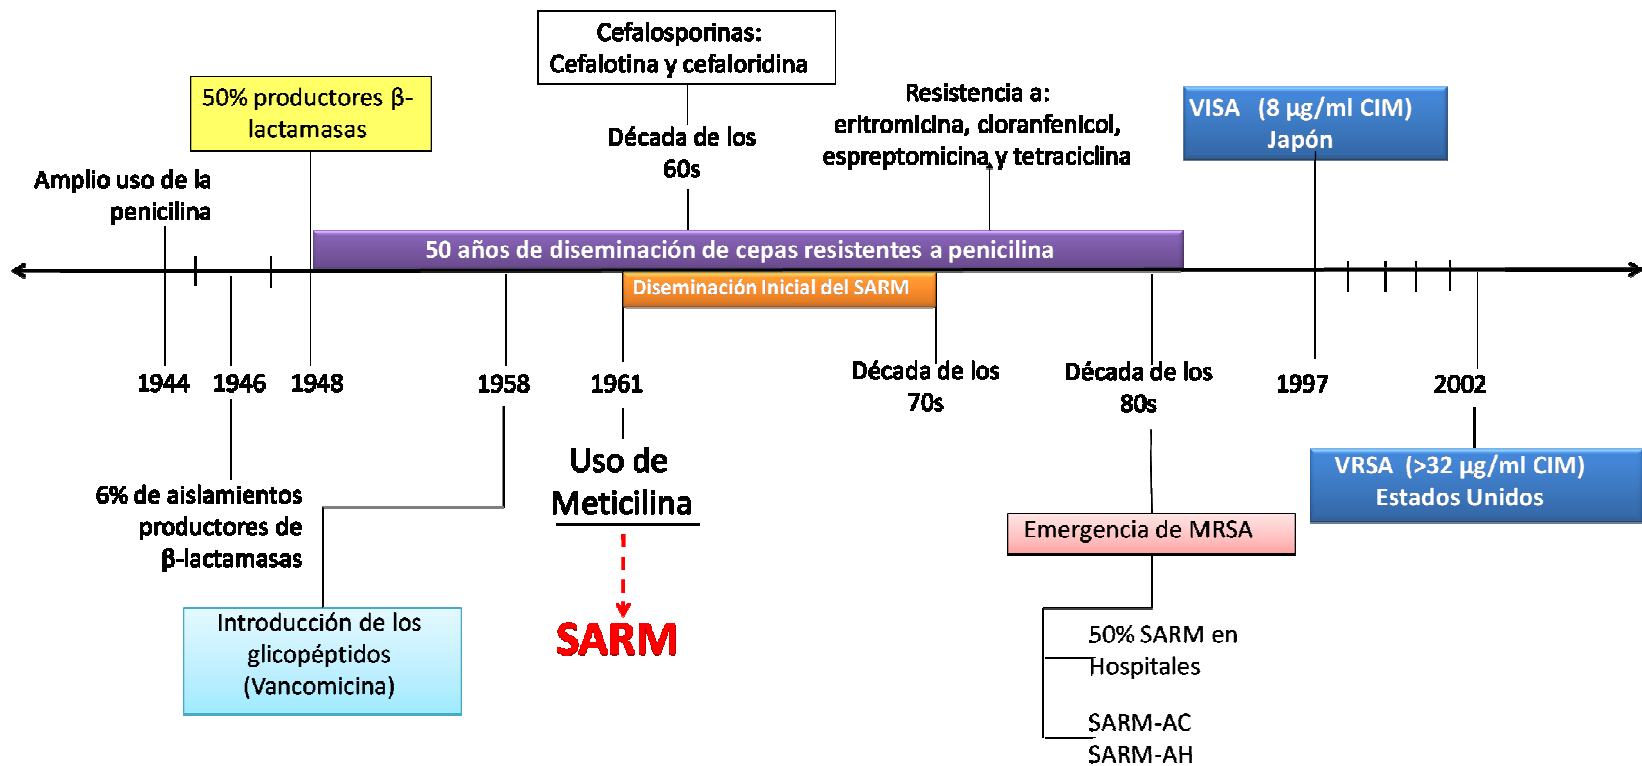 Cefalosporinas:
Cefalotina y cefaloridina
50% productores β-
lactamasas
Resistencia a:
eritromicina, cloranfenicol,
espreptomicina y tetraciclina
VISA (8 µg/ml CIM)
Japón
Década de los
60s
Amplio uso de la
penicilina
50 años de diseminación de cepas resistentes a penicilina
Diseminación Inicial del SARM
1944
1946
1948
1958
1961
Década de los
70s
Década de los
80s
1997
2002
6% de aislamientos
productores de
β-lactamasas
Uso de
Meticilina
VRSA (>32 µg/ml CIM)
Estados Unidos
Emergencia de MRSA
Introducción de los
glicopéptidos
(Vancomicina)
SARM
50% SARM en
Hospitales
SARM-AC
SARM-AH